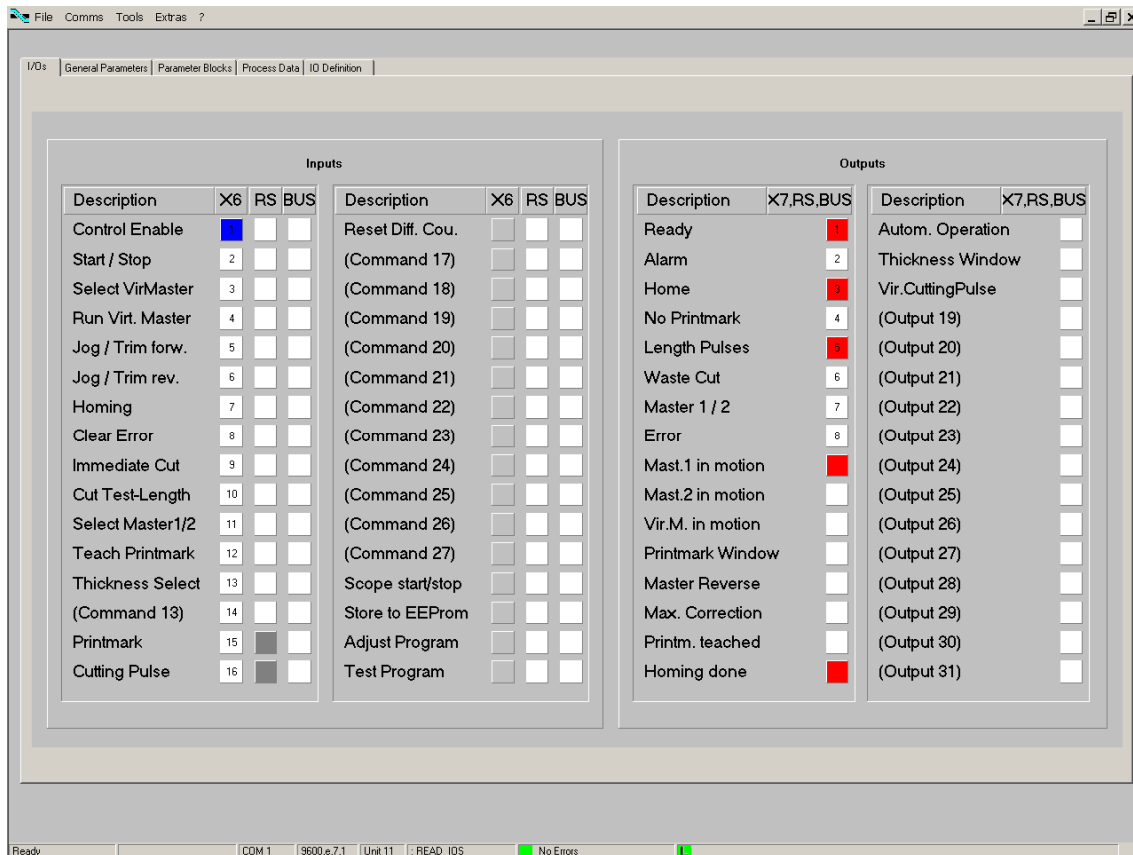 File Comms Tools Extras ?
I/Os General Parameters Parameter Blocks Process Data IO Definition
Inputs
Description X6 RS BUS
Control Enable 1
Start / Stop 2
Select VirMaster 3
Run Virt. Master 4
Jog / Trim forw. 5
Jog / Trim rev. 6
Homing 7
Clear Error 8
Immediate Cut 9
Cut Test-Length 10
Select Master1/2 11
Teach Printmark 12
Thickness Select 13
(Command 13) 14
Printmark 15
Cutting Pulse 16
Description X6 RS BUS
Reset Diff. Cou.
(Command 17)
(Command 18)
(Command 19)
(Command 20)
(Command 21)
(Command 22)
(Command 23)
(Command 24)
(Command 25)
(Command 26)
(Command 27)
Scope start/stop
Store to EEProm
Adjust Program
Test Program
Outputs
Description X7,RS,BUS
Ready 1
Alarm 2
Home 3
No Printmark 4
Length Pulses 5
Waste Cut 6
Master 1 / 2 7
Error 8
Mast.1 in motion
Mast.2 in motion
Vir.M. in motion
Printmark Window
Master Reverse
Max. Correction
Printm. teached
Homing done
Description X7,RS,BUS
Autom. Operation
Thickness Window
Vir.CuttingPulse
(Output 19)
(Output 20)
(Output 21)
(Output 22)
(Output 23)
(Output 24)
(Output 25)
(Output 26)
(Output 27)
(Output 28)
(Output 29)
(Output 30)
(Output 31)
Ready COM 1 9600,e,7,1 Unit 11 : READ IOS No Errors